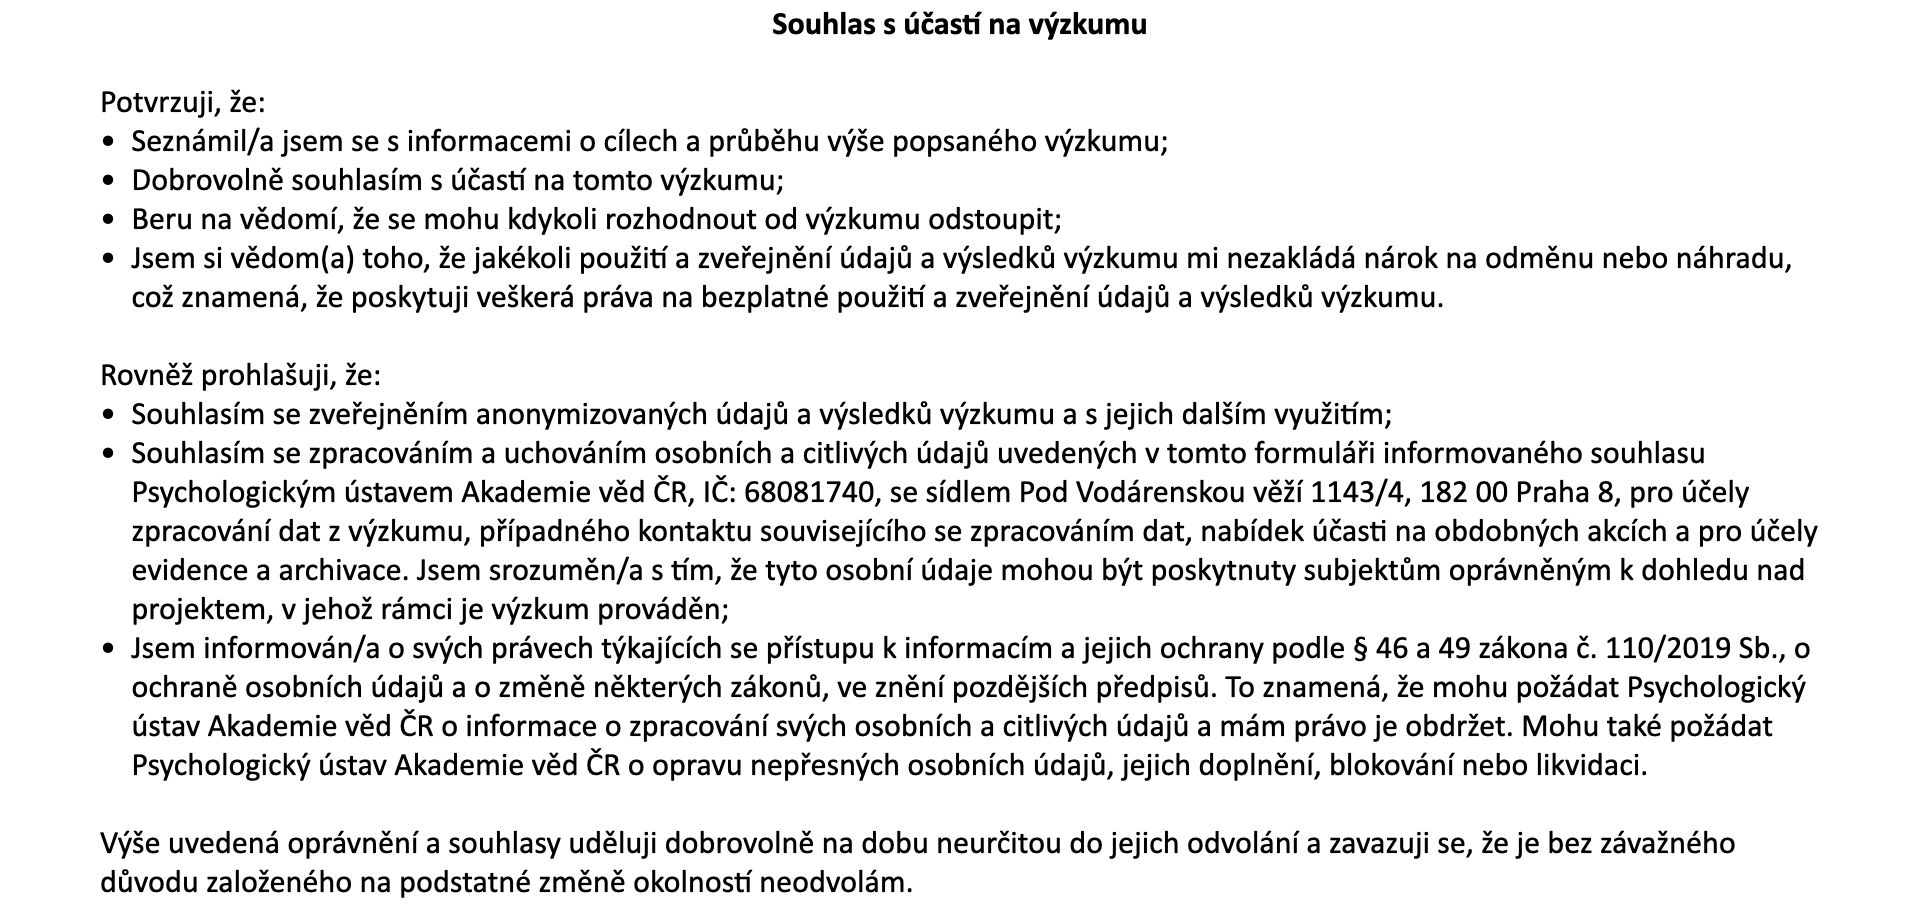 Souhlas s účastí na výzkumu
Potvrzuji, že:
• Seznámil/a jsem se s informacemi o cílech a průběhu výše popsaného výzkumu;
• Dobrovolně souhlasím s účastí na tomto výzkumu;
• Beru na vědomí, že se mohu kdykoli rozhodnout od výzkumu odstoupit;
• Jsem si vědom(a) toho, že jakékoli použití a zveřejnění údajů a výsledků výzkumu mi nezakládá nárok na odměnu nebo náhradu,
což znamená, že poskytuji veškerá práva na bezplatné použití a zveřejnění údajů a výsledků výzkumu.
Rovněž prohlašuji, že:
• Souhlasím se zveřejněním anonymizovaných údajů a výsledků výzkumu a s jejich dalším využitím;
• Souhlasím se zpracováním a uchováním osobních a citlivých údajů uvedených v tomto formuláři informovaného souhlasu
Psychologickým ústavem Akademie věd ČR, IČ: 68081740, se sídlem Pod Vodárenskou věží 1143/4, 182 00 Praha 8, pro účely
zpracování dat z výzkumu, případného kontaktu souvisejícího se zpracováním dat, nabídek účasti na obdobných akcích a pro účely
evidence a archivace. Jsem srozuměn/a s tím, že tyto osobní údaje mohou být poskytnuty subjektům oprávněným k dohledu nad
projektem, v jehož rámci je výzkum prováděn;
• Jsem informován/a o svých právech týkajících se přístupu k informacím a jejich ochrany podle § 46 a 49 zákona č. 110/2019 Sb., o
ochraně osobních údajů a o změně některých zákonů, ve znění pozdějších předpisů. To znamená, že mohu požádat Psychologický
ústav Akademie věd ČR o informace o zpracování svých osobních a citlivých údajů a mám právo je obdržet. Mohu také požádat
Psychologický ústav Akademie věd ČR o opravu nepřesných osobních údajů, jejich doplnění, blokování nebo likvidaci.
Výše uvedená oprávnění a souhlasy uděluji dobrovolně na dobu neurčitou do jejich odvolání a zavazuji se, že je bez závažného
důvodu založeného na podstatné změně okolností neodvolám.